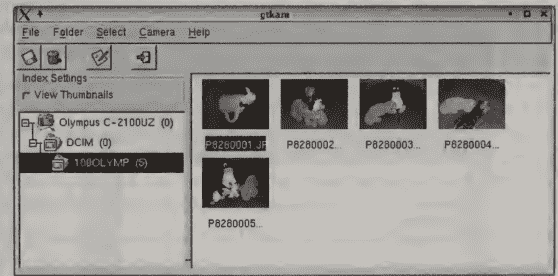 gtkam
File Folder Select Camera Help
Index Settings
View Thumbnails
Olympus C-2100UZ (0)
DCIM (0)
100OLYMP (5)
P8280001.JP P8280002... P8280003... P8280004...
P8280005...